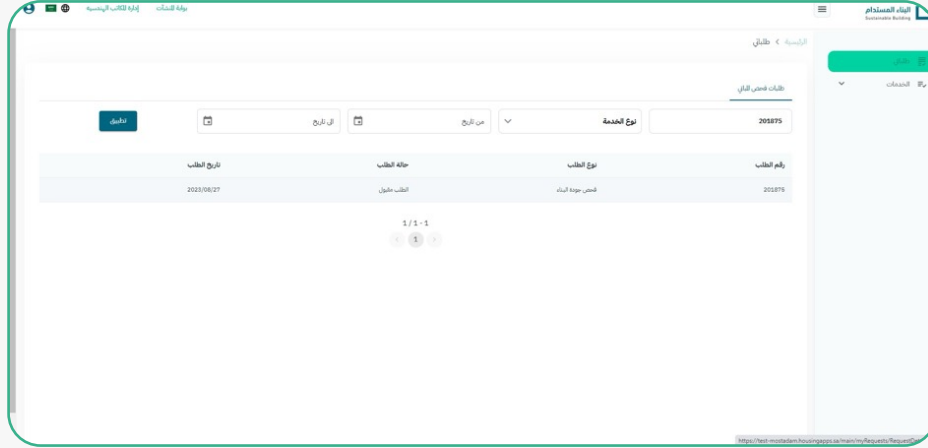 البناء المستدام
Sustainable Building
بوابة المنشآت
إدارة المكاتب الهندسية
الرئيسية > طلباتي
طلباتي
الخدمات
طلبات فحص المباني
201875
نوع الخدمة
من تاريخ
الى تاريخ
تطبيق
رقم الطلب نوع الطلب حالة الطلب تاريخ الطلب
201875 فحص جودة البناء الطلب مقبول 2023/06/27
1 / 1 - 1
1
https://test-mostadam.housingapps.sa/main/myRequests/RequestDe